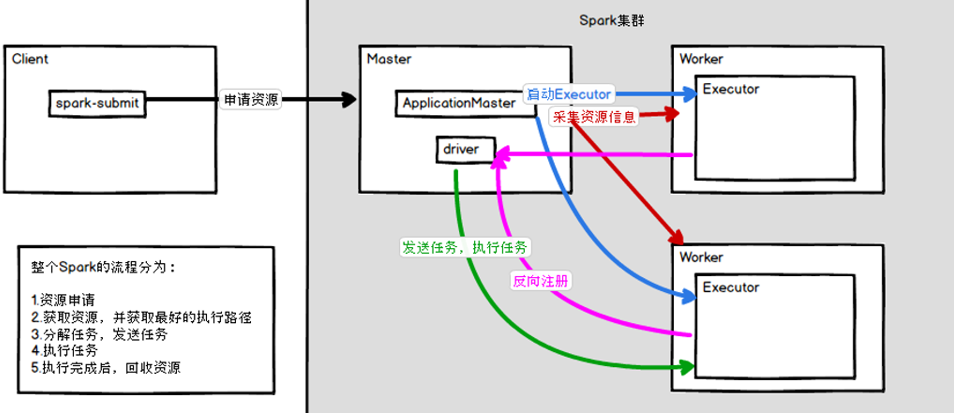 Spark集群
Client
spark-submit
申请资源
Master
ApplicationMaster
driver
启动Executor
采集资源信息
Worker
Executor
发送任务，执行任务
反向注册
Worker
Executor
整个Spark的流程分为：
1.资源申请
2.获取资源，并获取最好的执行路径
3.分解任务，发送任务
4.执行任务
5.执行完成后，回收资源